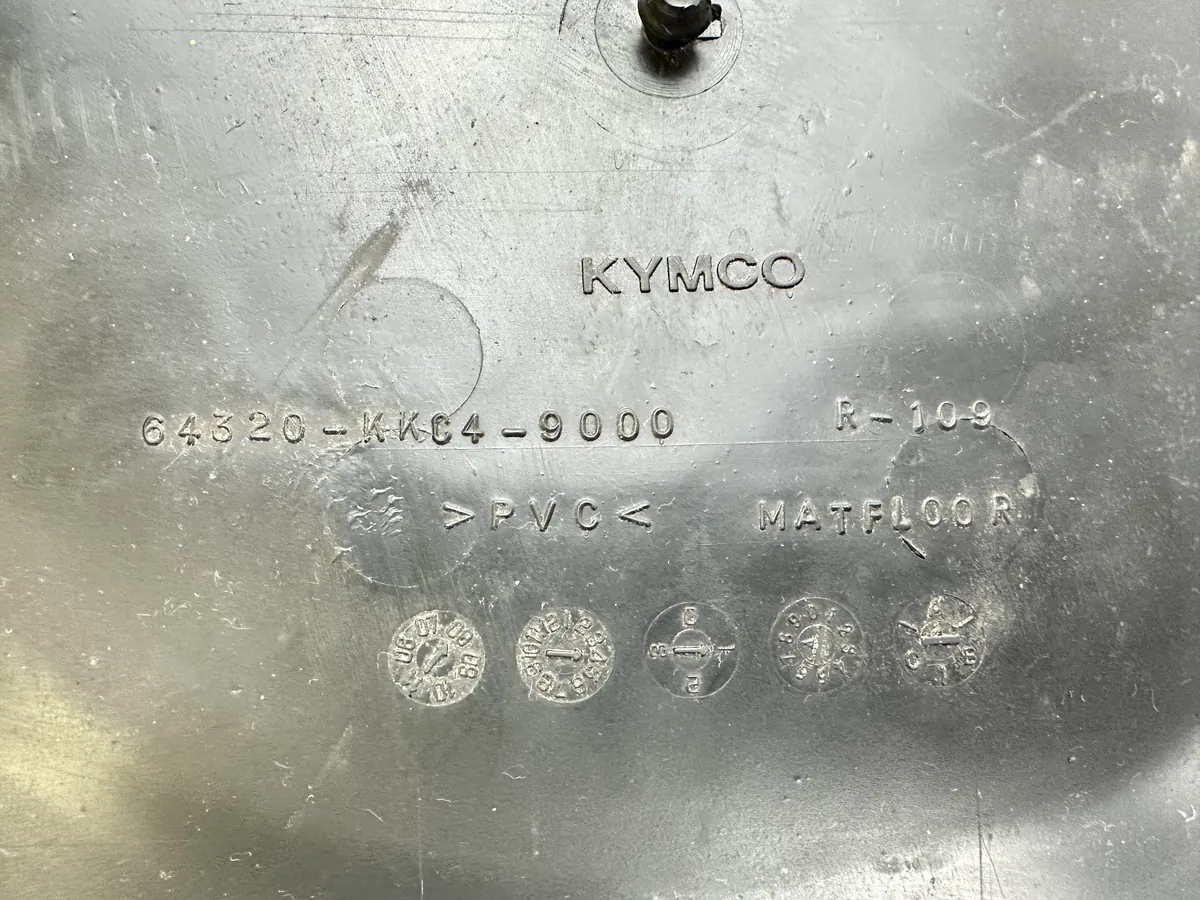 KYMCO
64320-KKC4-9000 R-109
>PVC< MATFLOOR